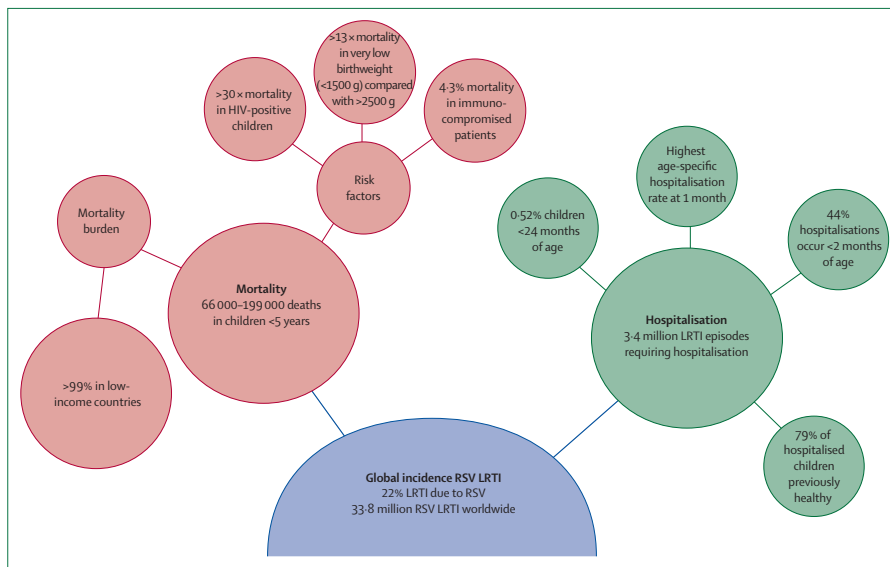 >13 × mortality
in very low
birthweight
(<1500 g) compared
with >2500 g
>30 × mortality
in HIV-positive
children
4·3% mortality
in immuno-
compromised
patients
Risk
factors
Mortality
burden
Mortality
66 000–199 000 deaths
in children <5 years
>99% in low-
income countries
Highest
age-specific
hospitalisation
rate at 1 month
0·52% children
<24 months
of age
44%
hospitalisations
occur <2 months
of age
Hospitalisation
3·4 million LRTI episodes
requiring hospitalisation
79% of
hospitalised
children
previously
healthy
Global incidence RSV LRTI
22% LRTI due to RSV
33·8 million RSV LRTI worldwide